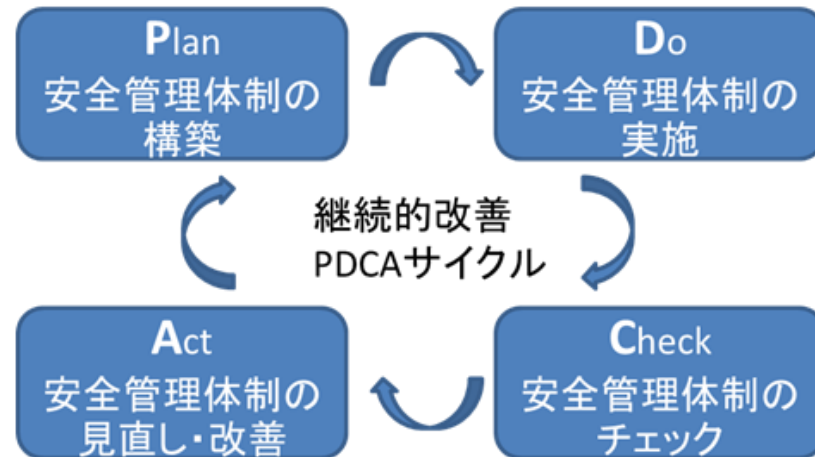 Plan
安全管理体制の
構築
Do
安全管理体制の
実施
継続的改善
PDCAサイクル
Act
安全管理体制の
見直し・改善
Check
安全管理体制の
チェック